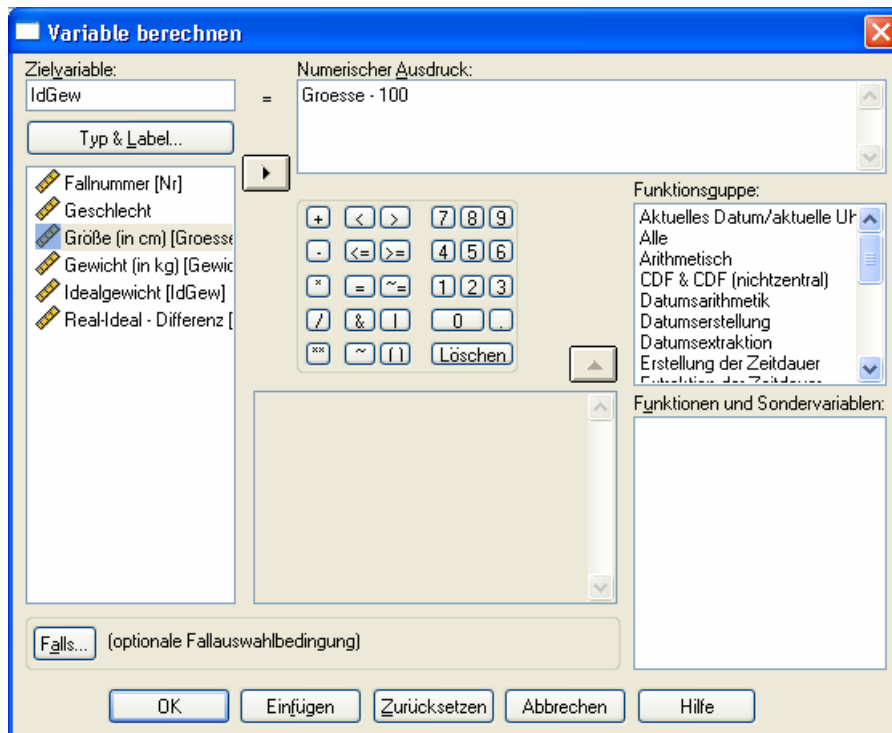 Variable berechnen
Zielvariable:
IdGew
=
Numerischer Ausdruck:
Groesse - 100
Typ & Label...
Fallnummer [Nr]
Geschlecht
Größe (in cm) [Groesse
Gewicht (in kg) [Gewic
Idealgewicht [IdGew]
Real-Ideal - Differenz [
+ < > 7 8 9
- <= >= 4 5 6
* = ~= 1 2 3
/ & | 0 .
** ~ ( ) Löschen
Funktionsgruppe:
Aktuelles Datum/aktuelle Uh
Alle
Arithmetisch
CDF & CDF (nichtzentral)
Datumsarithmetik
Datumserstellung
Datumsextraktion
Erstellung der Zeitdauer
Extraktion der Zeitdauer
Funktionen und Sondervariablen:
Falls... (optionale Fallauswahlbedingung)
OK Einfügen Zurücksetzen Abbrechen Hilfe